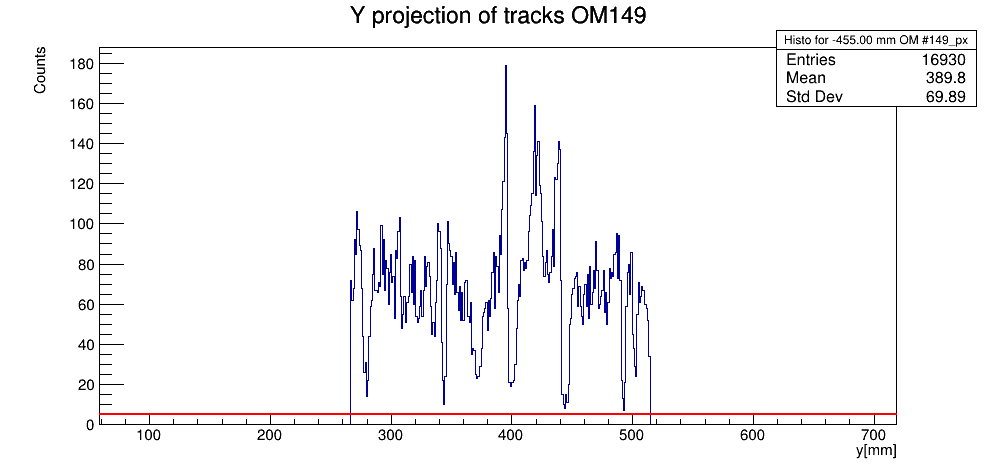 Y projection of tracks OM149
Histo for -455.00 mm OM #149_px
Entries 16930
Mean 389.8
Std Dev 69.89
Counts
180
160
140
120
100
80
60
40
20
0
100 200 300 400 500 600 700
y[mm]